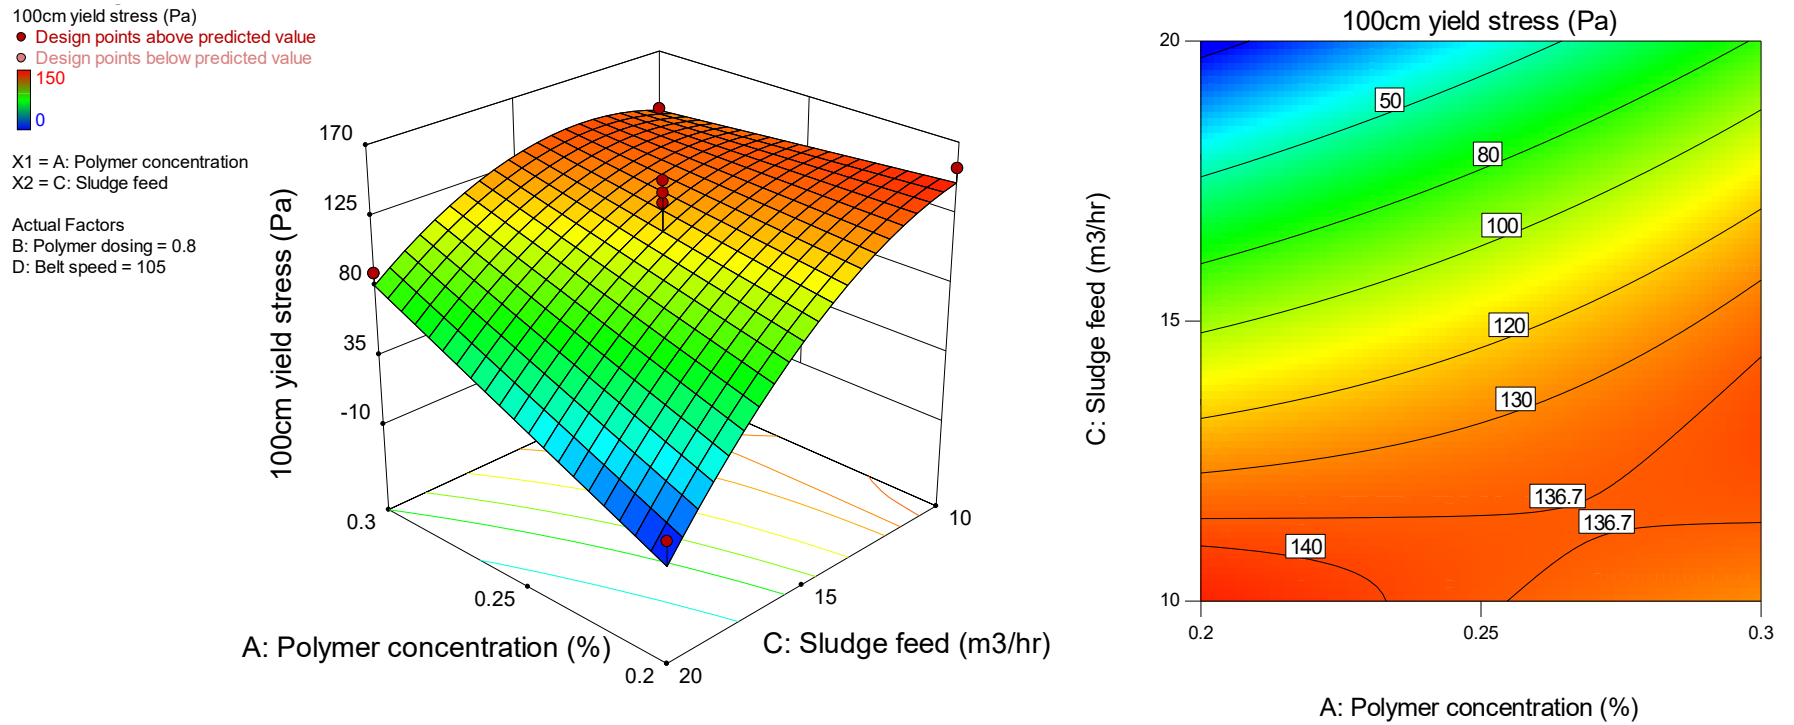 100cm yield stress (Pa)
Design points above predicted value
Design points below predicted value
150
0
X1 = A: Polymer concentration
X2 = C: Sludge feed
Actual Factors
B: Polymer dosing = 0.8
D: Belt speed = 105
170
125
80
35
-10
100cm yield stress (Pa)
0.3
0.25
0.2
A: Polymer concentration (%)
20
15
10
C: Sludge feed (m3/hr)
100cm yield stress (Pa)
20
15
10
C: Sludge feed (m3/hr)
50
80
100
120
130
136.7
136.7
140
0.2
0.25
0.3
A: Polymer concentration (%)